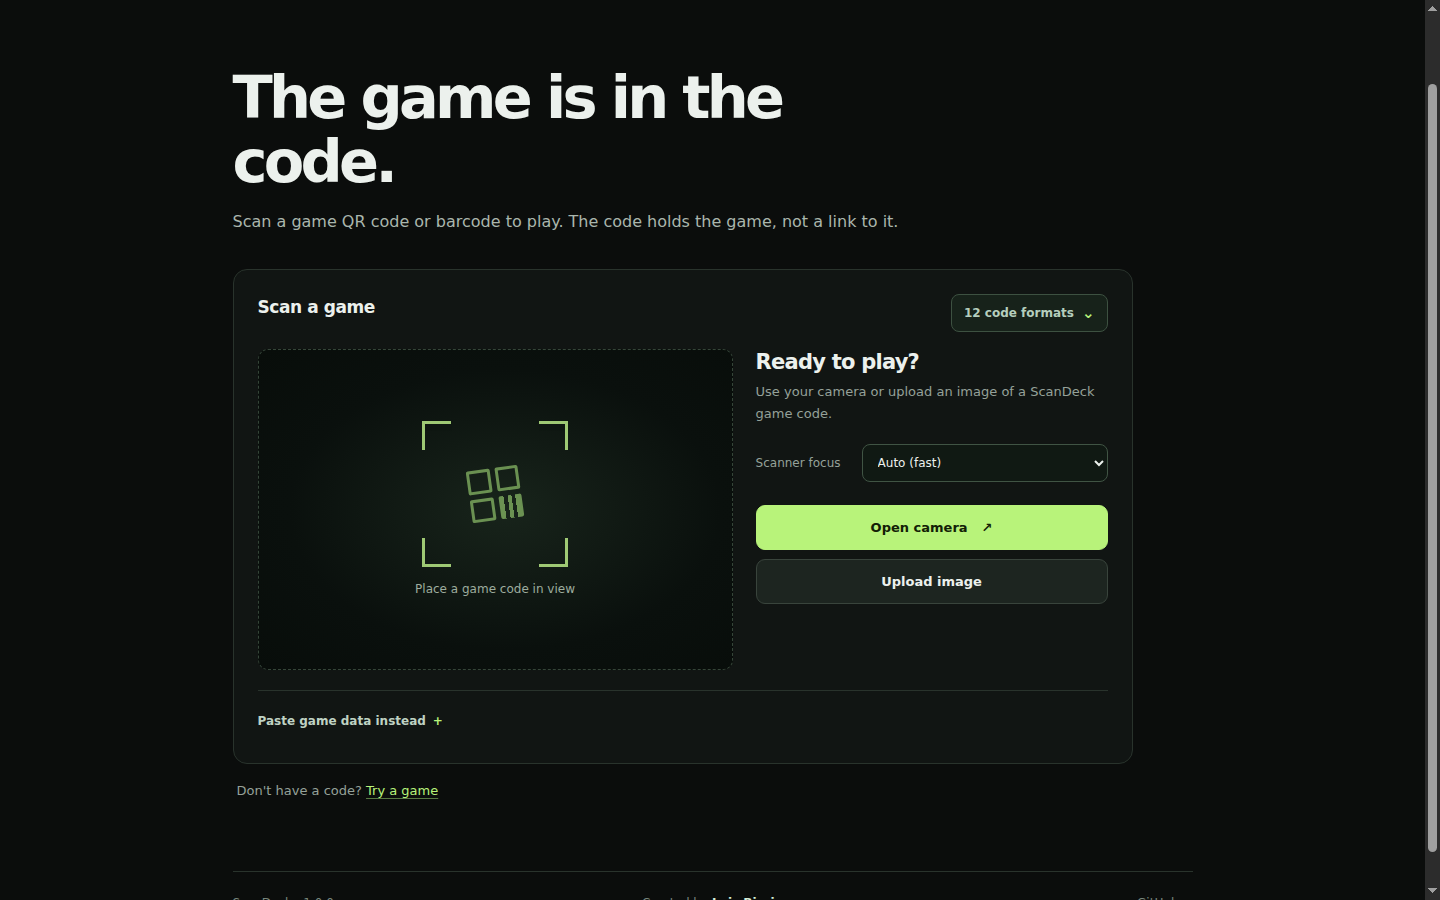 The game is in the
code.
Scan a game QR code or barcode to play. The code holds the game, not a link to it.
Scan a game
12 code formats
Ready to play?
Use your camera or upload an image of a ScanDeck
game code.
Scanner focus
Auto (fast)
Open camera ↗
Upload image
Place a game code in view
Paste game data instead +
Don't have a code? Try a game